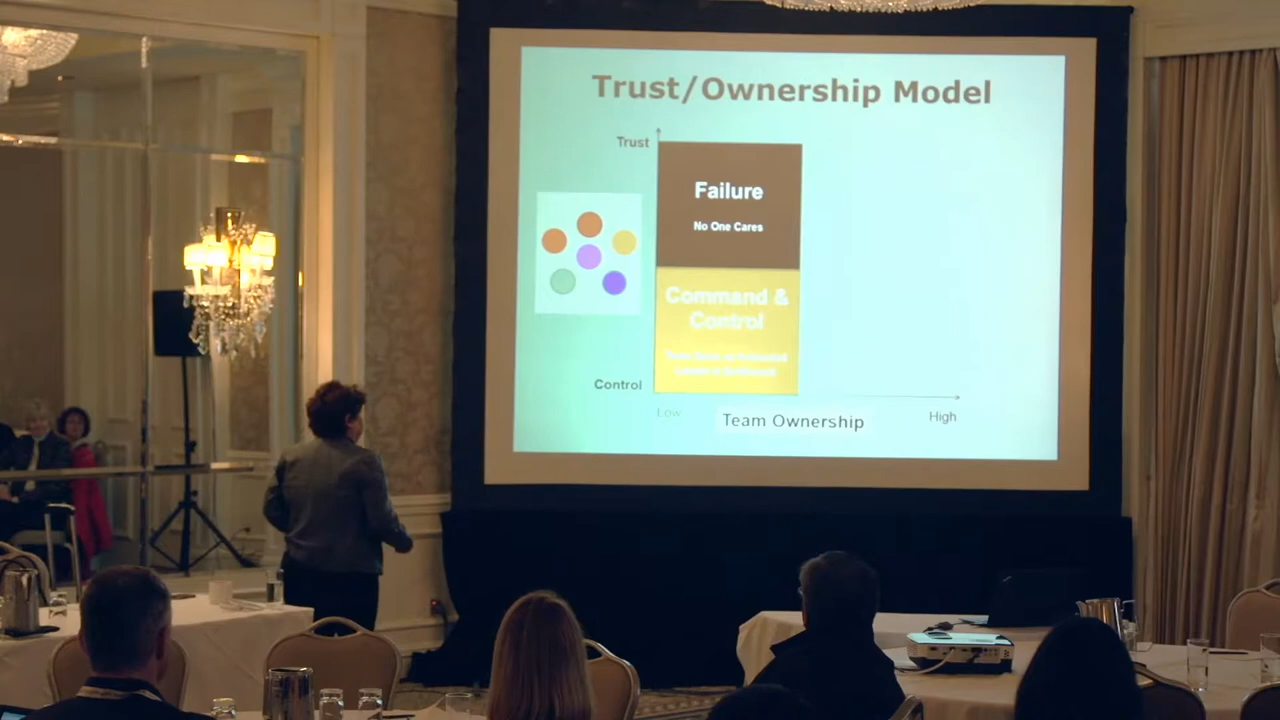 Trust/Ownership Model
Trust
Failure
No One Cares
Command &
Control
Control
Low
Team Ownership
High